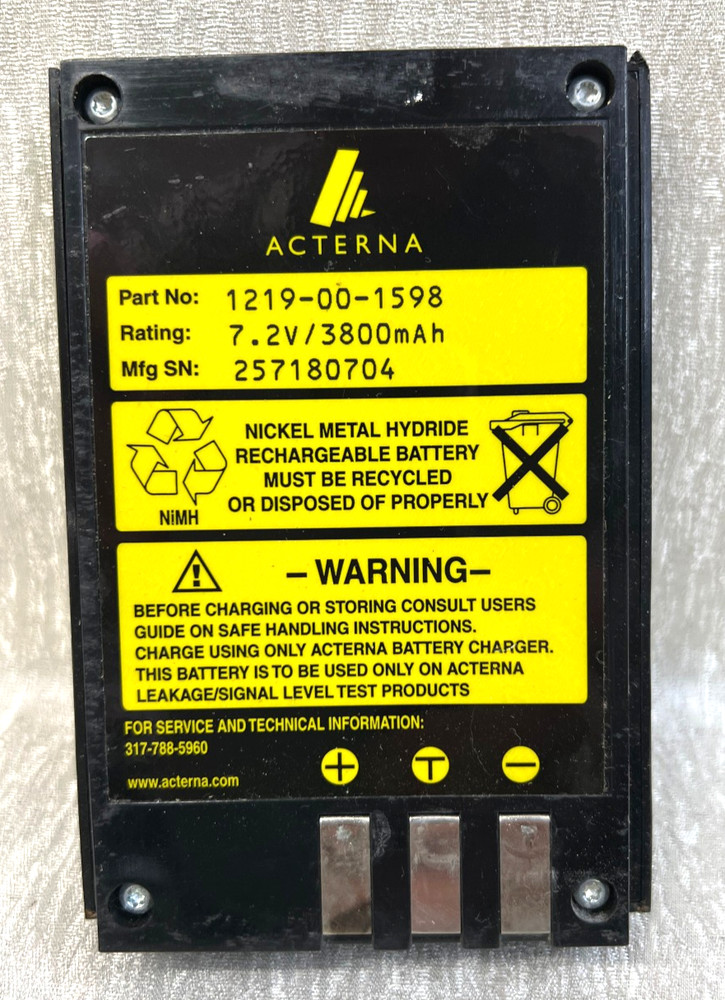 ACTERNA
Part No: 1219-00-1598
Rating: 7.2V/3800mAh
Mfg SN: 257180704
NICKEL METAL HYDRIDE
RECHARGEABLE BATTERY
MUST BE RECYCLED
OR DISPOSED OF PROPERLY
NiMH
! – WARNING–
BEFORE CHARGING OR STORING CONSULT USERS
GUIDE ON SAFE HANDLING INSTRUCTIONS.
CHARGE USING ONLY ACTERNA BATTERY CHARGER.
THIS BATTERY IS TO BE USED ONLY ON ACTERNA
LEAKAGE/SIGNAL LEVEL TEST PRODUCTS
FOR SERVICE AND TECHNICAL INFORMATION:
317-788-5960
www.acterna.com
+ T –